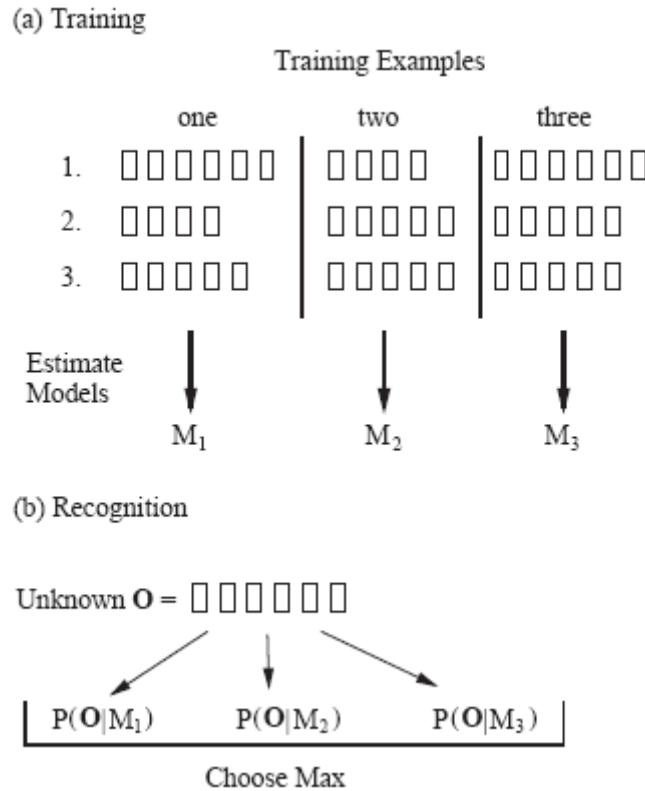 (a) Training
Training Examples
one two three
1.
2.
3.
Estimate
Models
M1 M2 M3
(b) Recognition
Unknown O =
P(O|M1) P(O|M2) P(O|M3)
Choose Max